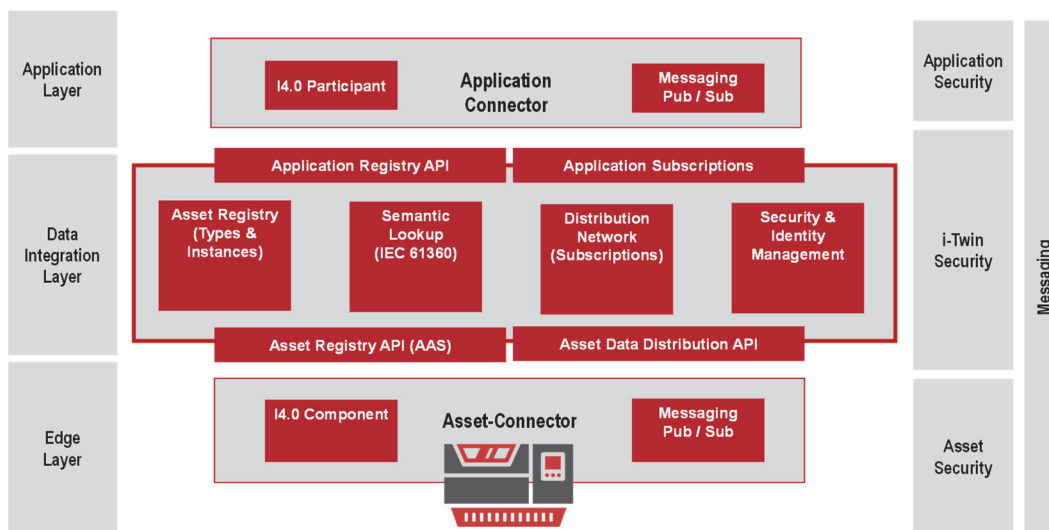 Application
Layer
I4.0 Participant
Application
Connector
Messaging
Pub / Sub
Application
Security
Application Registry API
Application Subscriptions
Data
Integration
Layer
Asset Registry
(Types &
Instances)
Semantic
Lookup
(IEC 61360)
Distribution
Network
(Subscriptions)
Security &
Identity
Management
i-Twin
Security
Messaging
Asset Registry API (AAS)
Asset Data Distribution API
Edge
Layer
I4.0 Component
Asset-Connector
Messaging
Pub / Sub
Asset
Security